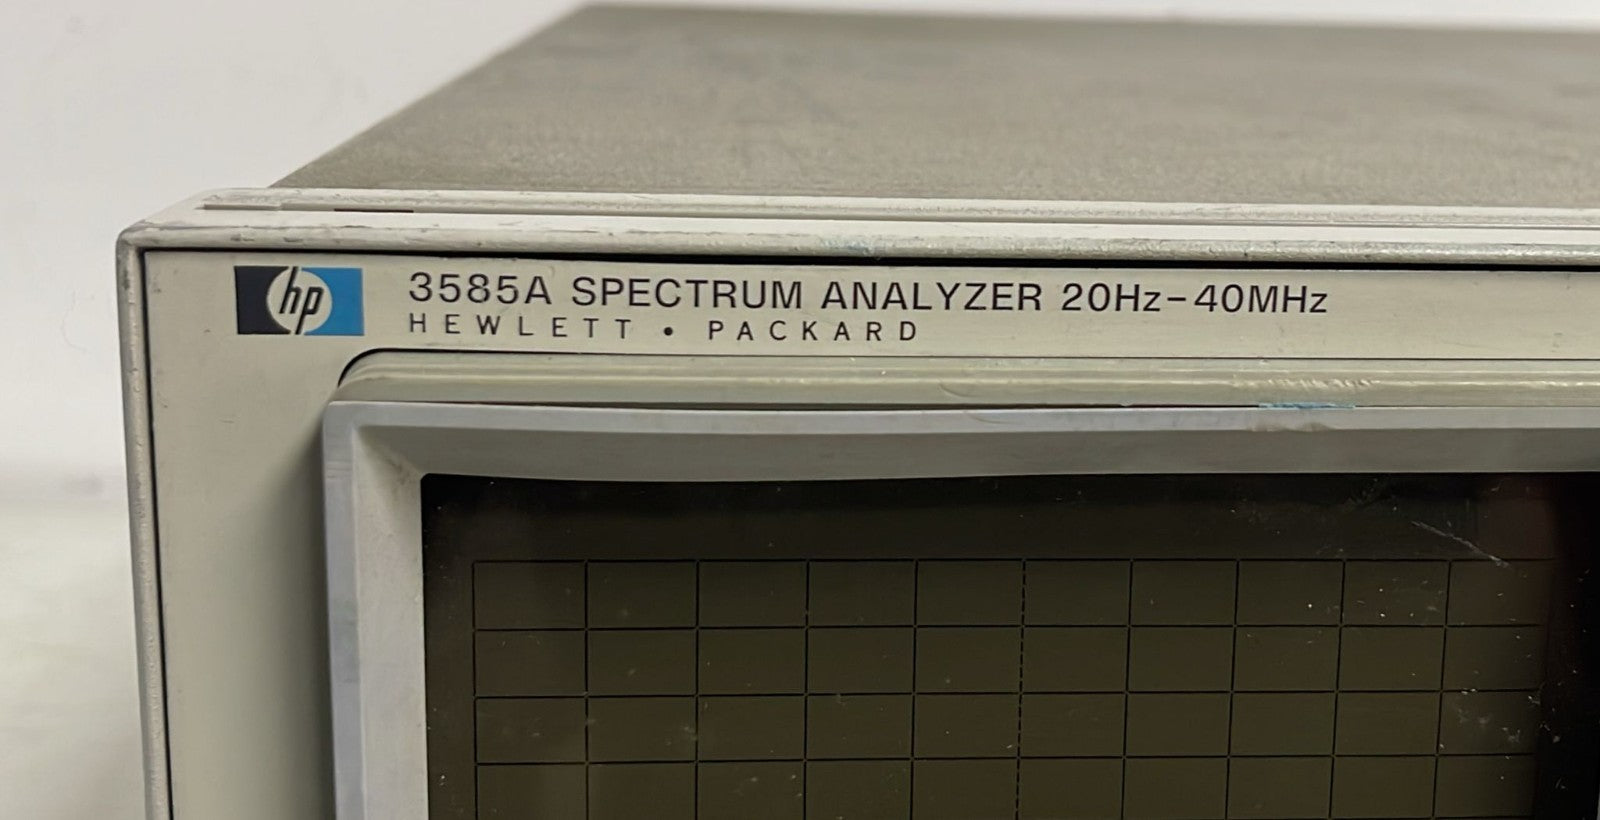 hp 3585A SPECTRUM ANALYZER 20Hz-40MHz
HEWLETT • PACKARD